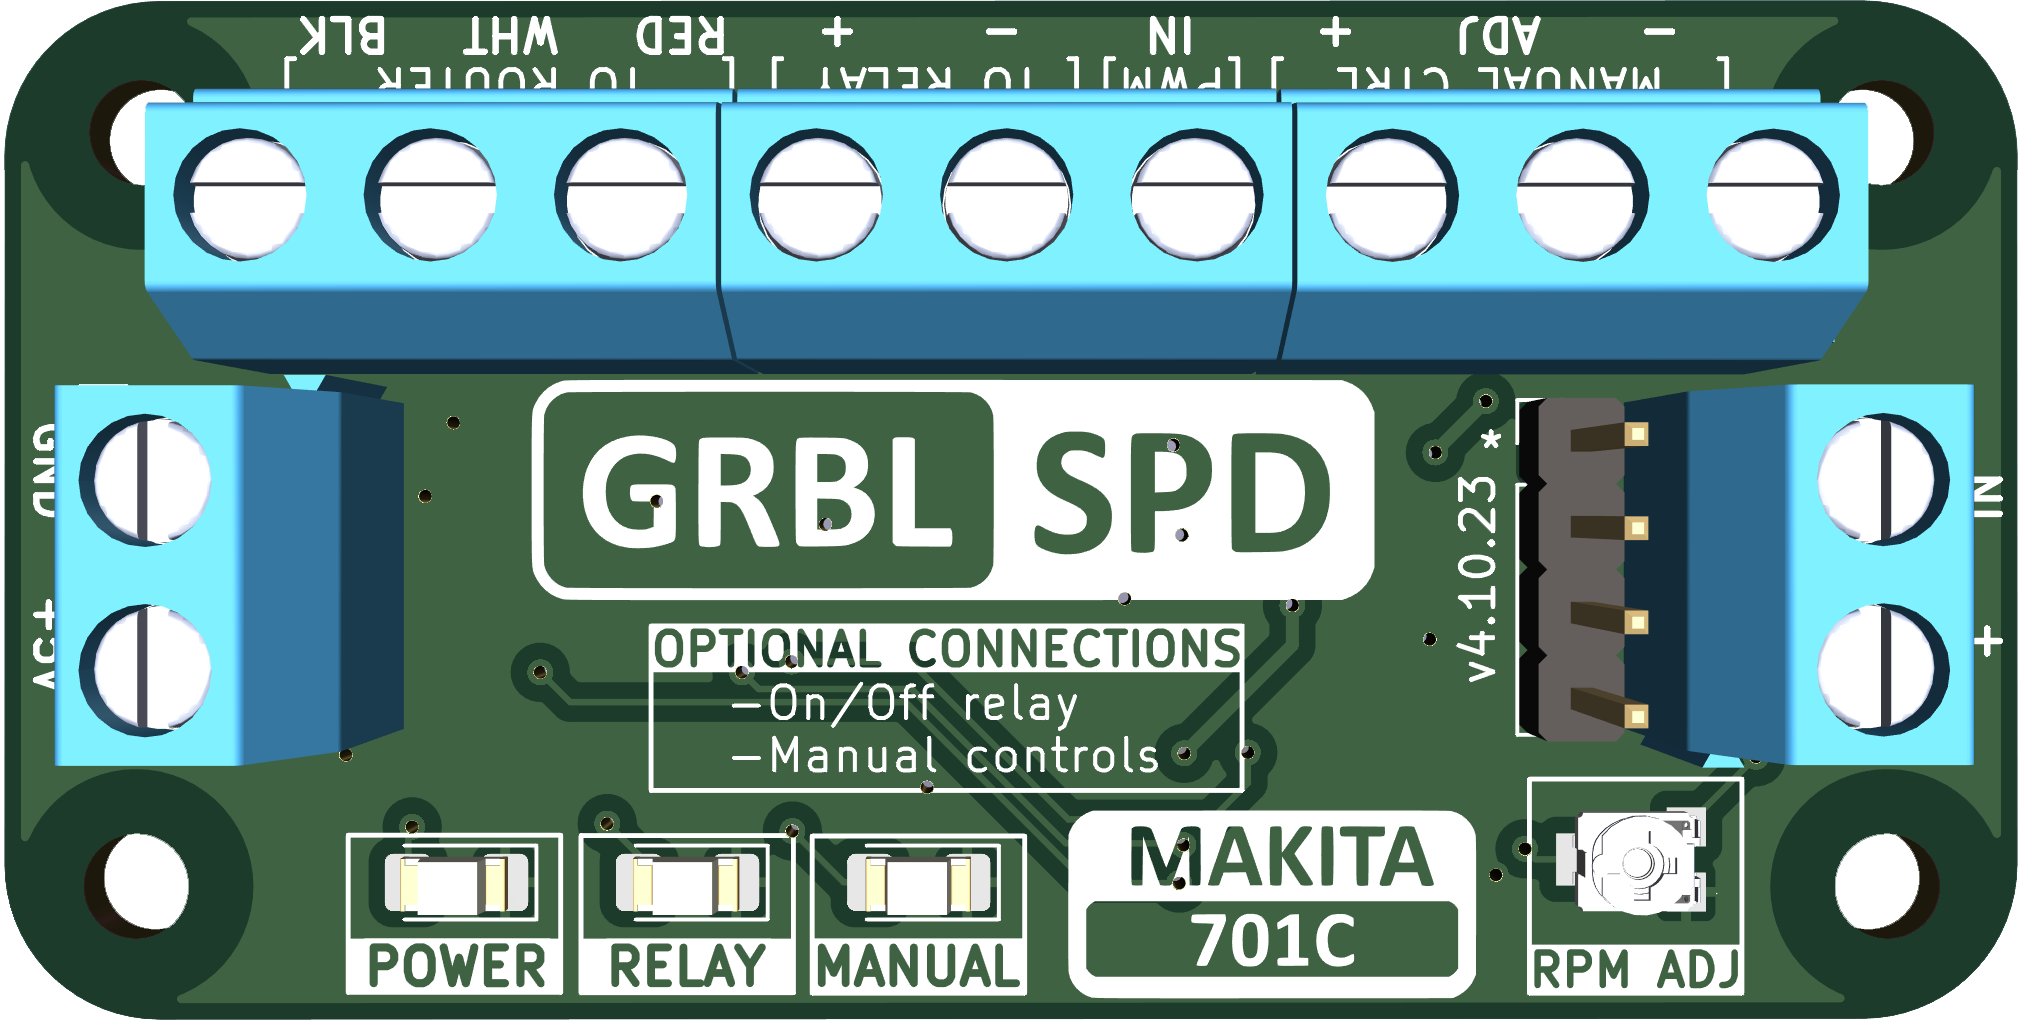 BLK WHT RED + - IN + ADJ -
[ TO ROUTER ] [ TO RELAY ] [PWM] [ MANUAL CTRL ]
GND
+5V
GRBL SPD
v4.10.23 *
IN
+
OPTIONAL CONNECTIONS
-On/Off relay
-Manual controls
MAKITA
701C
POWER RELAY MANUAL RPM ADJ